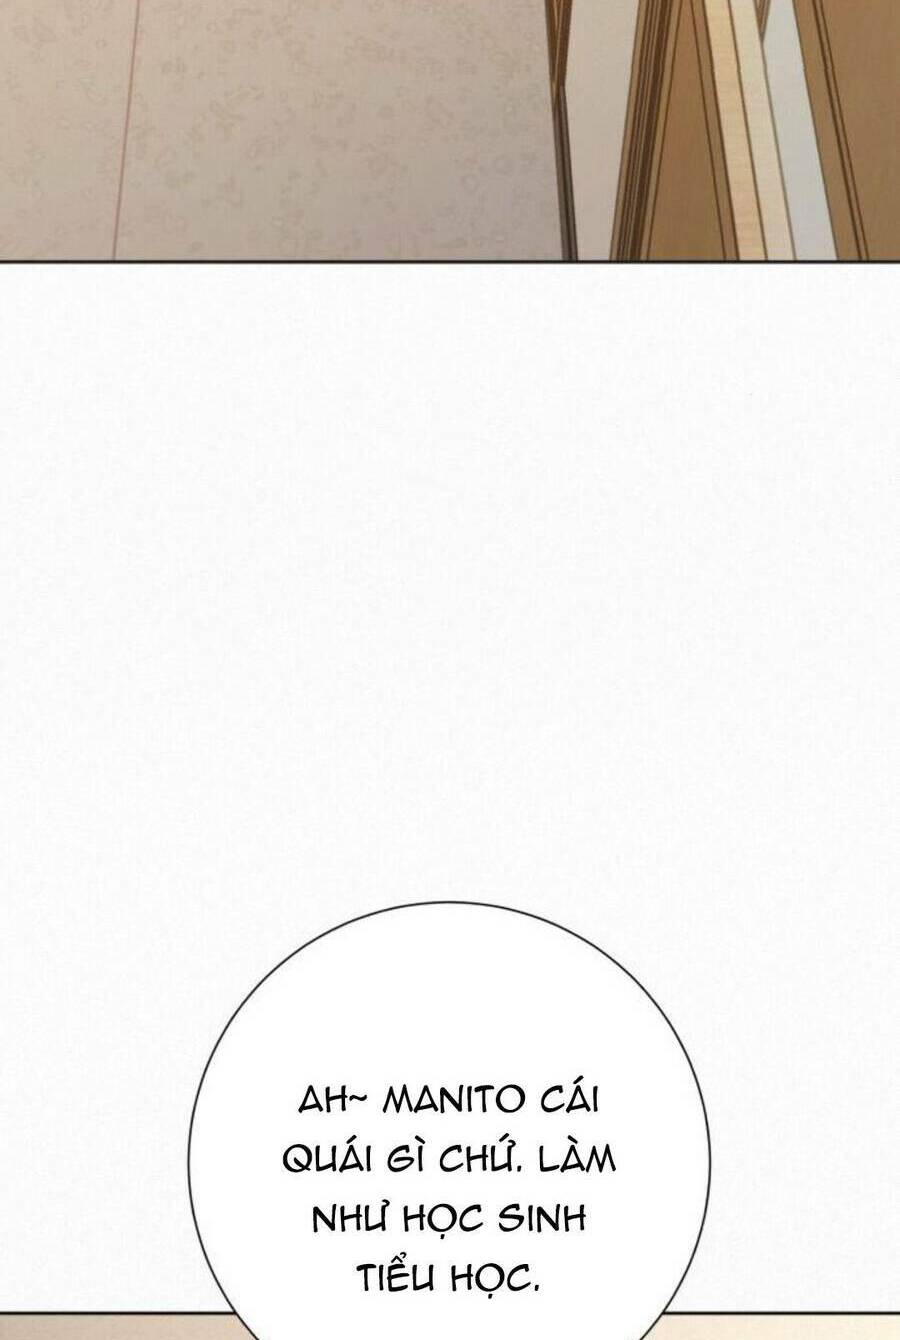 AH~ MANITO CÁI
QUÁI GÌ CHỨ. LÀM
NHƯ HỌC SINH
TIỂU HỌC.